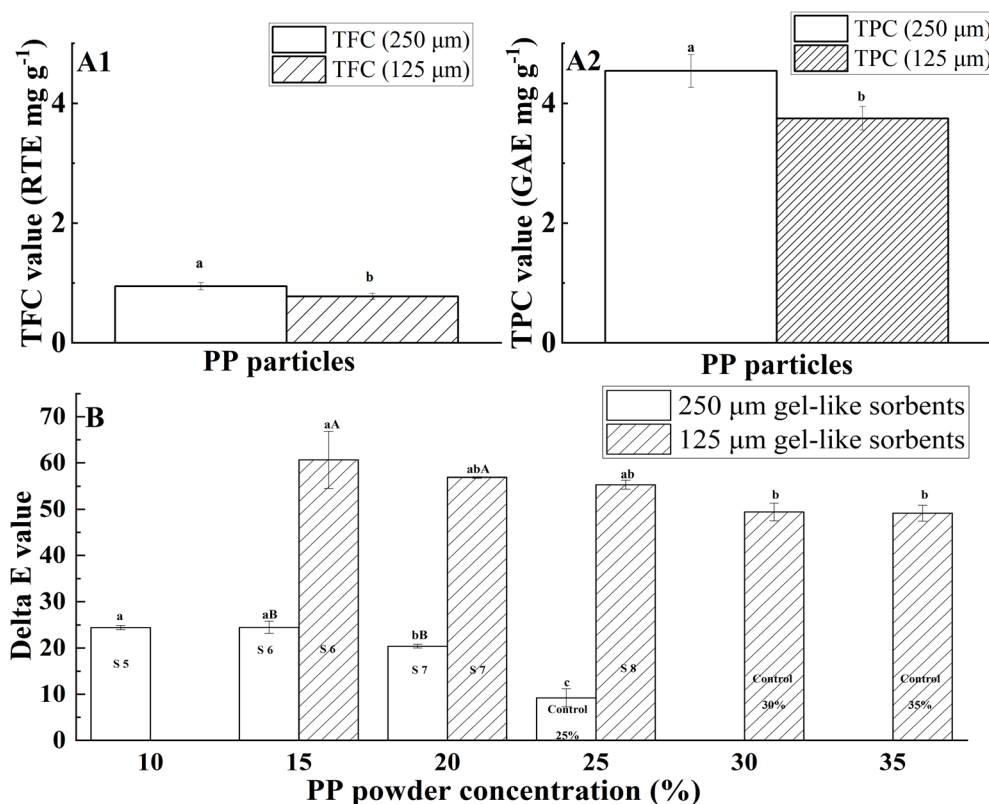 A1
TFC (250 μm)
TFC (125 μm)
TFC value (RTE mg g⁻¹)
4
2
0
a
b
PP particles
A2
TPC (250 μm)
TPC (125 μm)
TPC value (GAE mg g⁻¹)
4
2
0
a
b
PP particles
B
250 μm gel-like sorbents
125 μm gel-like sorbents
Delta E value
70
60
50
40
30
20
10
0
a
S 5
aB
S 6
aA
S 6
bB
S 7
abA
S 7
c
Control
25%
ab
S 8
b
Control
30%
b
Control
35%
10 15 20 25 30 35
PP powder concentration (%)